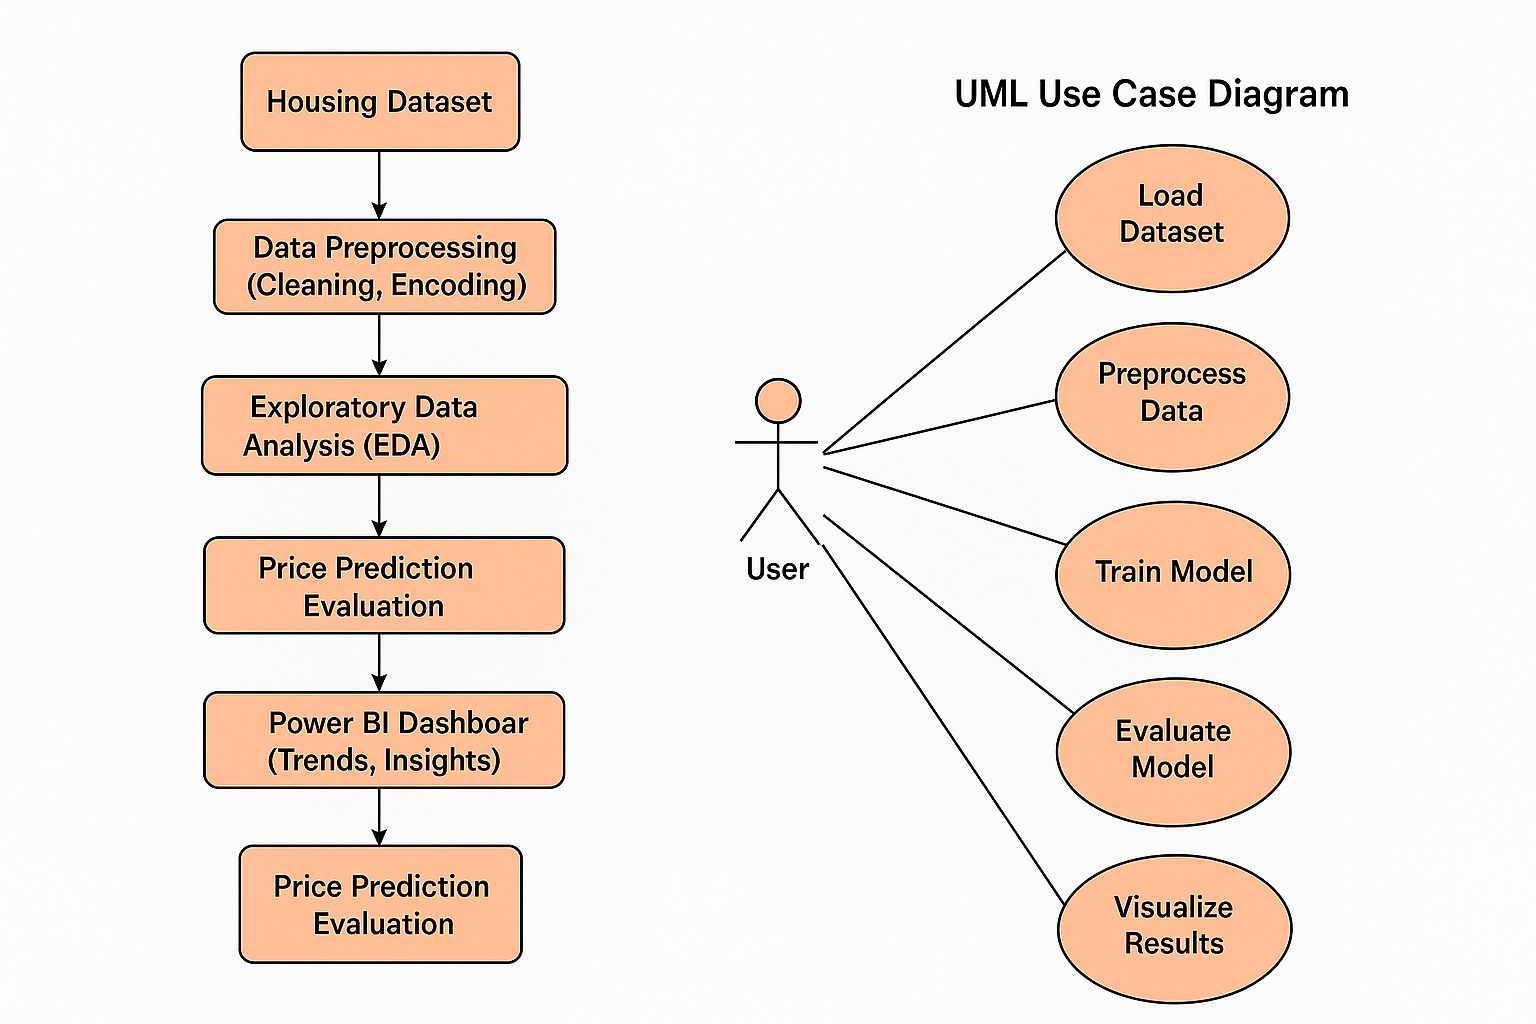 Housing Dataset
Data Preprocessing
(Cleaning, Encoding)
Exploratory Data
Analysis (EDA)
Price Prediction
Evaluation
Power BI Dashboar
(Trends, Insights)
Price Prediction
Evaluation
UML Use Case Diagram
User
Load
Dataset
Preprocess
Data
Train Model
Evaluate
Model
Visualize
Results